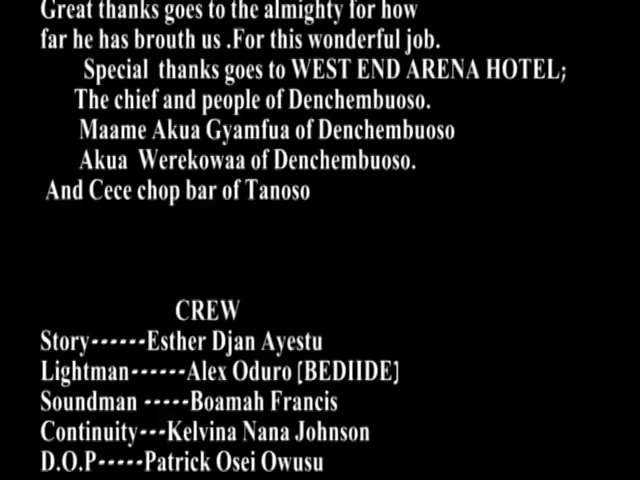 Great thanks goes to the almighty for how
far he has brouth us .For this wonderful job.
Special thanks goes to WEST END ARENA HOTEL;
The chief and people of Denchembuoso.
Maame Akua Gyamfua of Denchembuoso
Akua Werekowaa of Denchembuoso.
And Cece chop bar of Tanoso
CREW
Story------Esther Djan Ayestu
Lightman------Alex Oduro [BEDIIDE]
Soundman -----Boamah Francis
Continuity---Kelvina Nana Johnson
D.O.P-----Patrick Osei Owusu